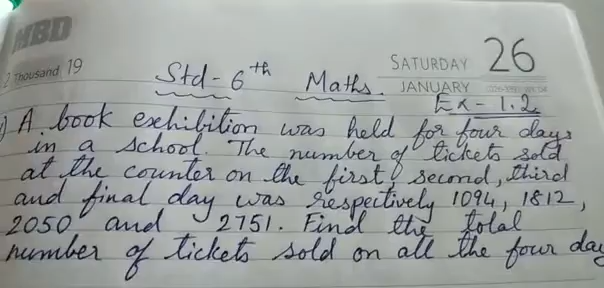 MBD
Thousand 19
SATURDAY 26
JANUARY
Std - 6th Maths.
Ex - 1.2
) A book exhibition was held for four days
in a school. The number of tickets sold
at the counter on the first, second, third
and final day was respectively 1094, 1812,
2050 and 2751. Find the total
number of tickets sold on all the four day